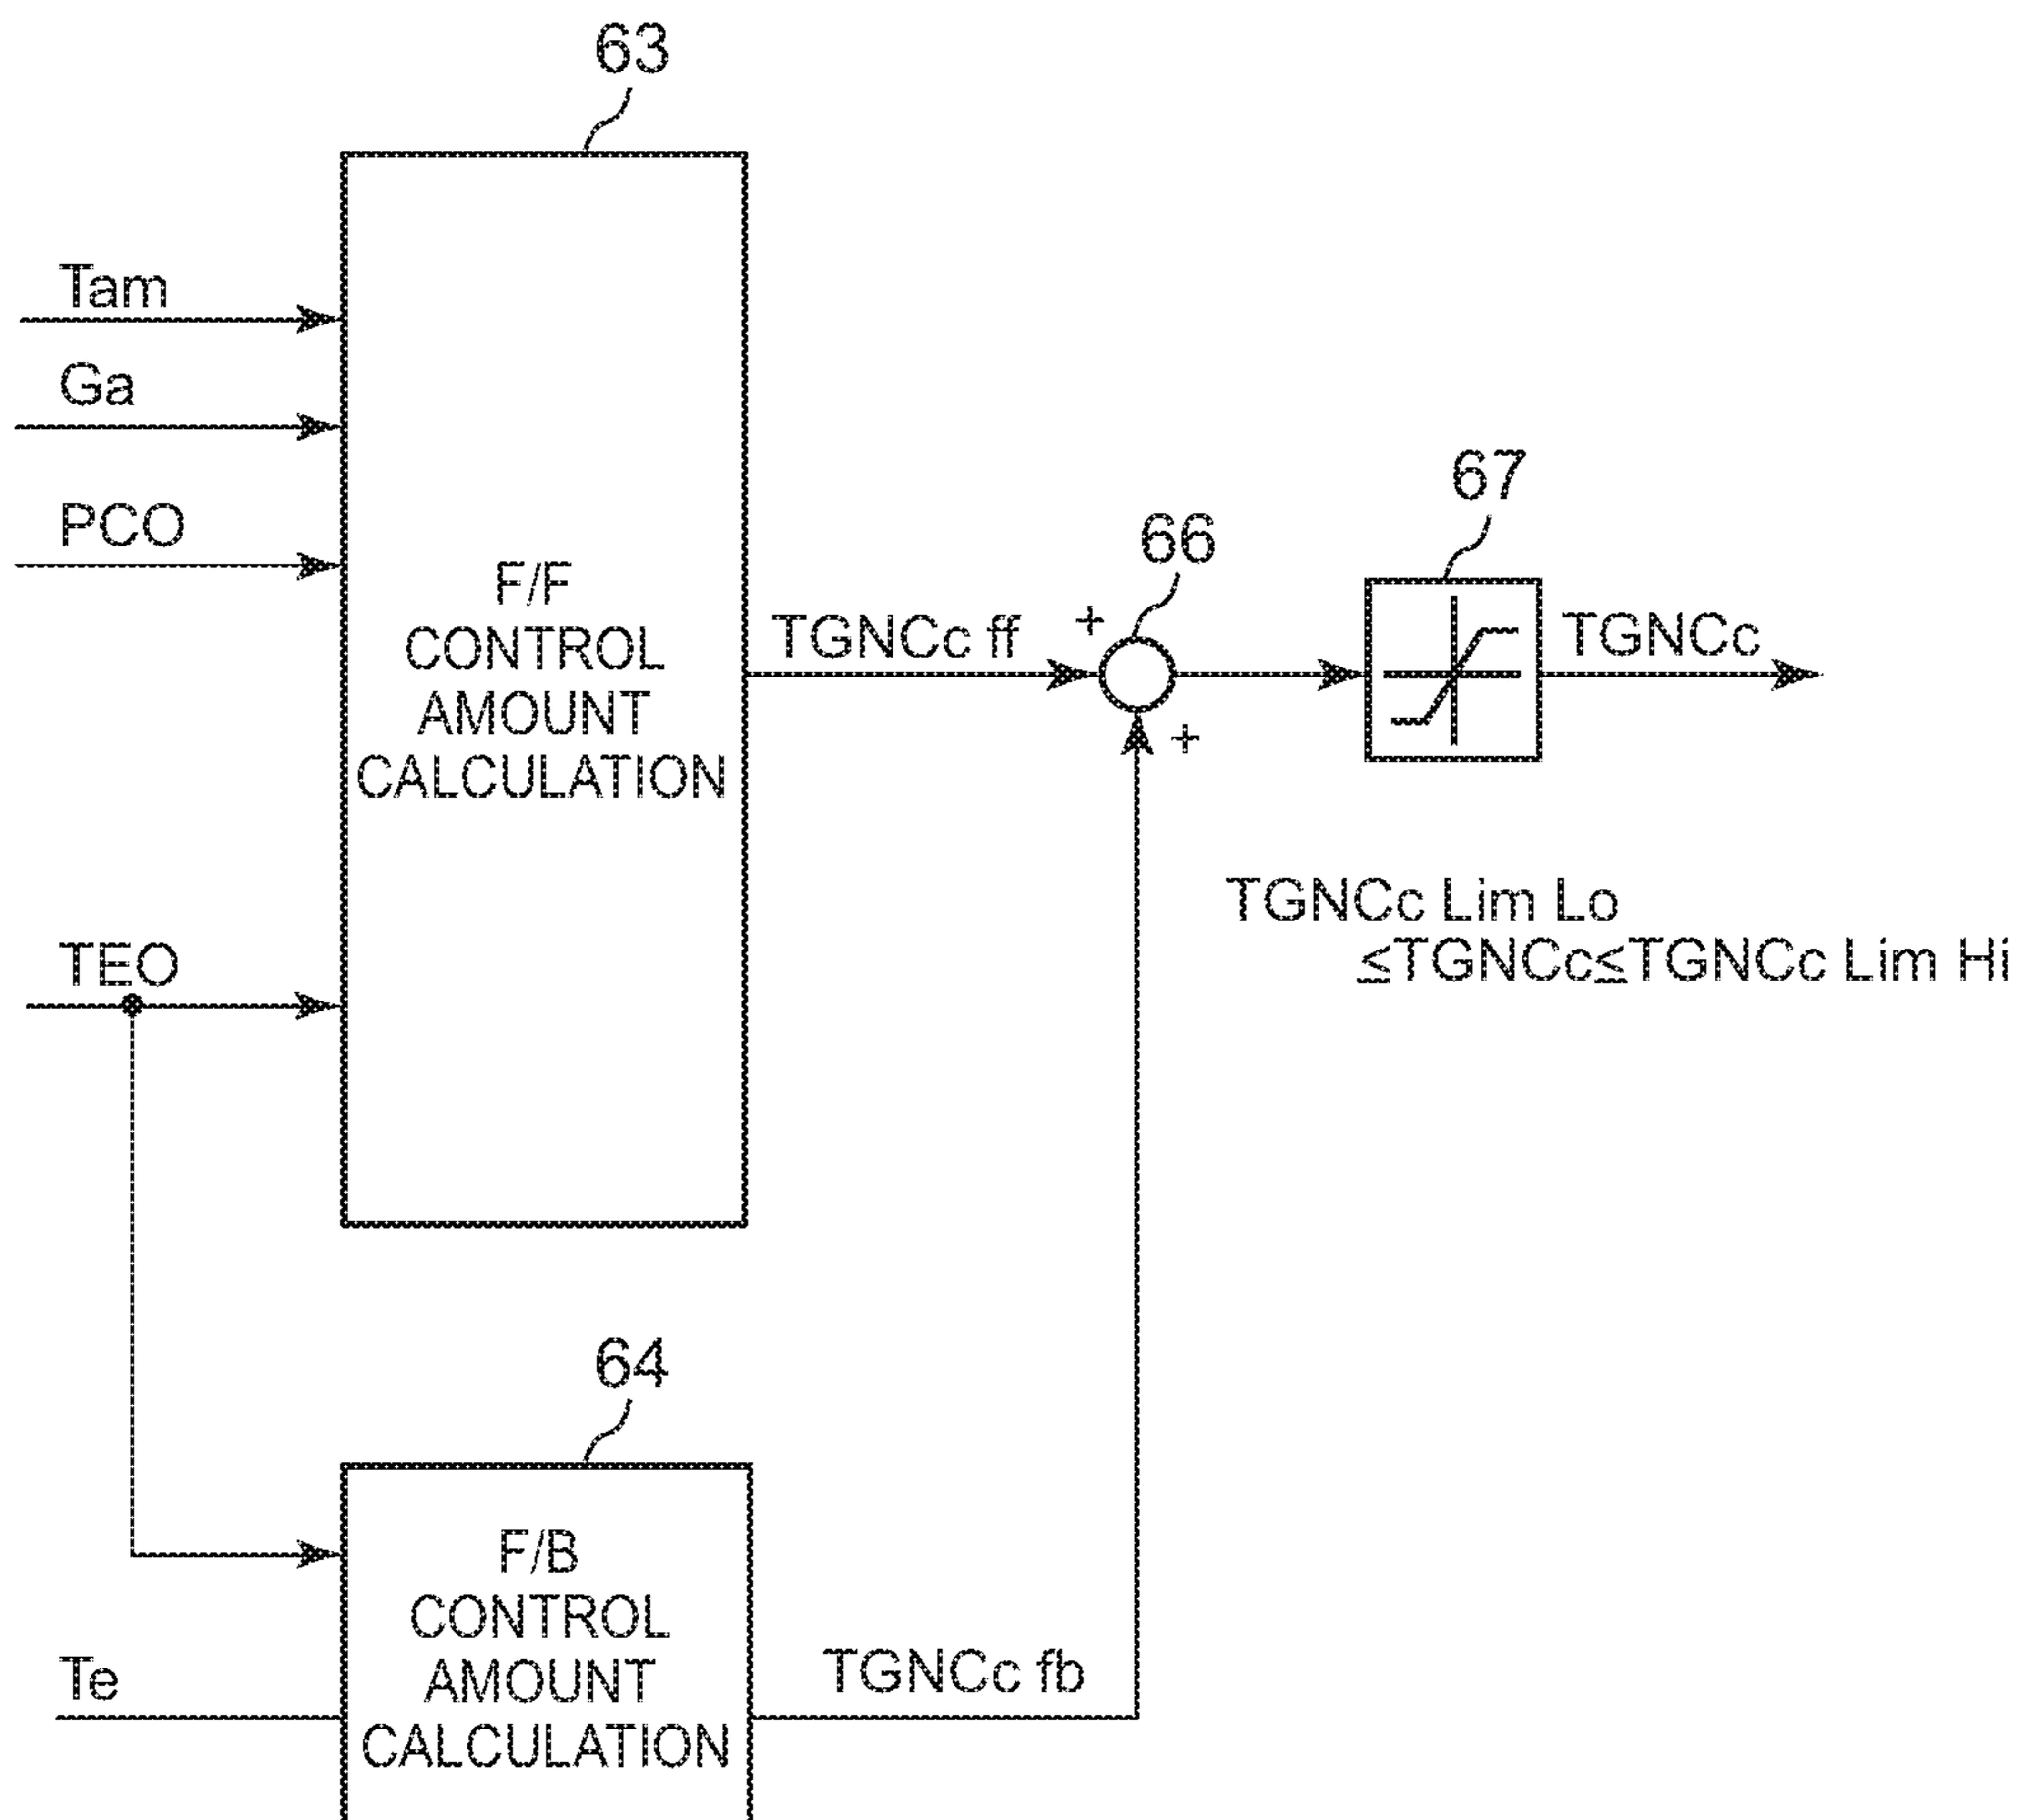 63
Tam
Ga
PCO
F/F
CONTROL
AMOUNT
CALCULATION
TGNCc ff
+
66
+
67
TGNCc
TGNCc Lim Lo
≤TGNCc≤TGNCc Lim Hi
TEO
64
F/B
CONTROL
AMOUNT
CALCULATION
Te
TGNCc fb